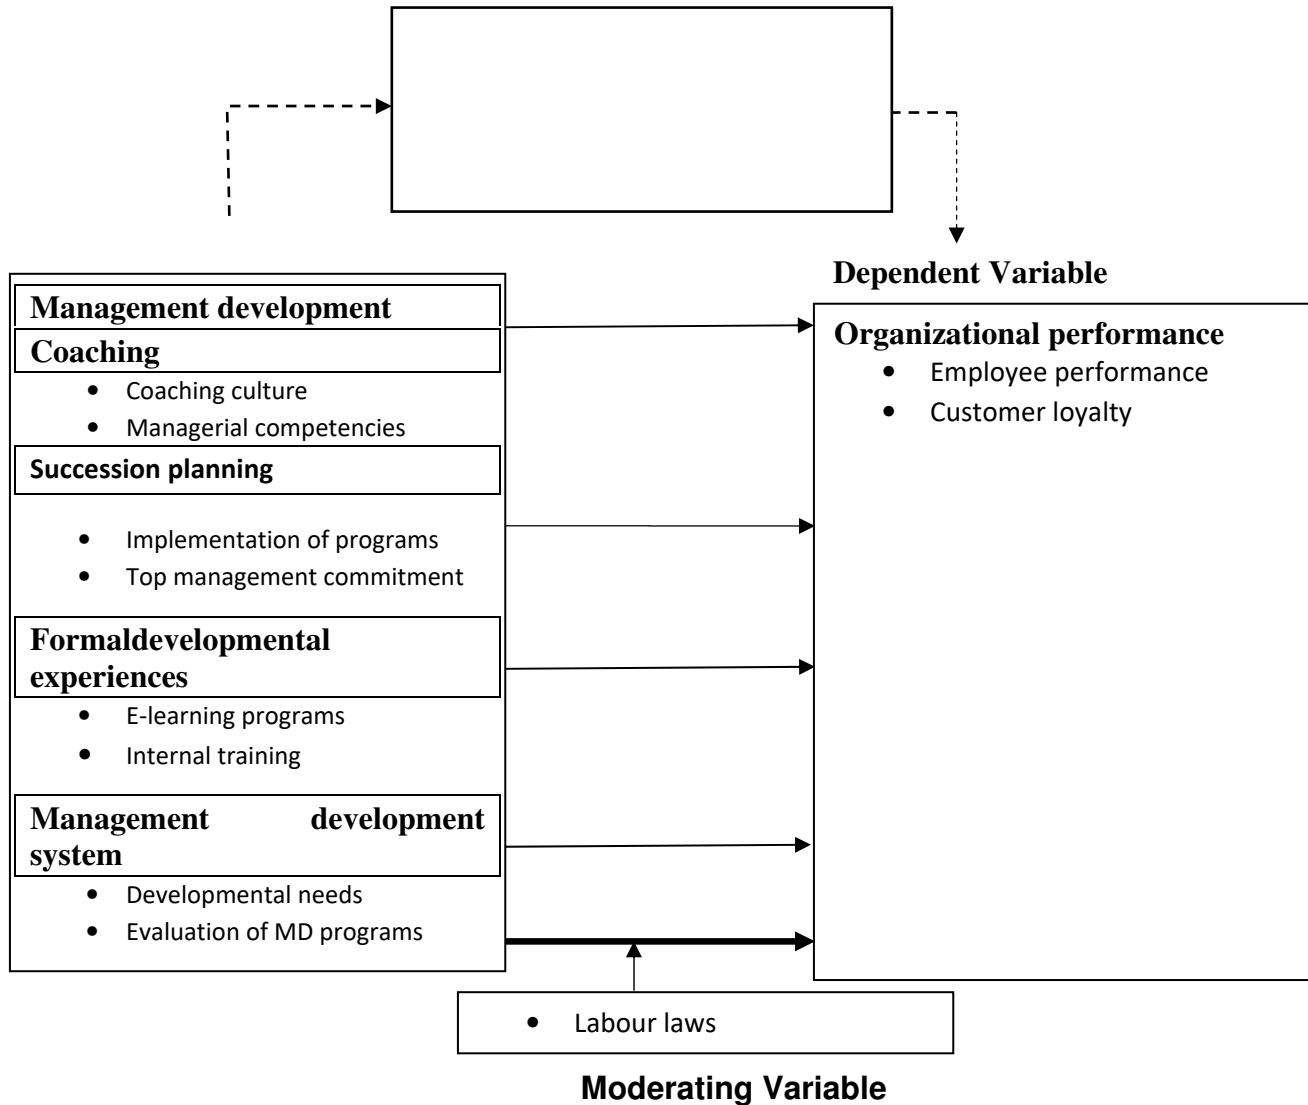 Management development
Coaching
• Coaching culture
• Managerial competencies
Succession planning
• Implementation of programs
• Top management commitment
Formaldevelopmental
experiences
• E-learning programs
• Internal training
Management development
system
• Developmental needs
• Evaluation of MD programs
Dependent Variable
Organizational performance
• Employee performance
• Customer loyalty
• Labour laws
Moderating Variable